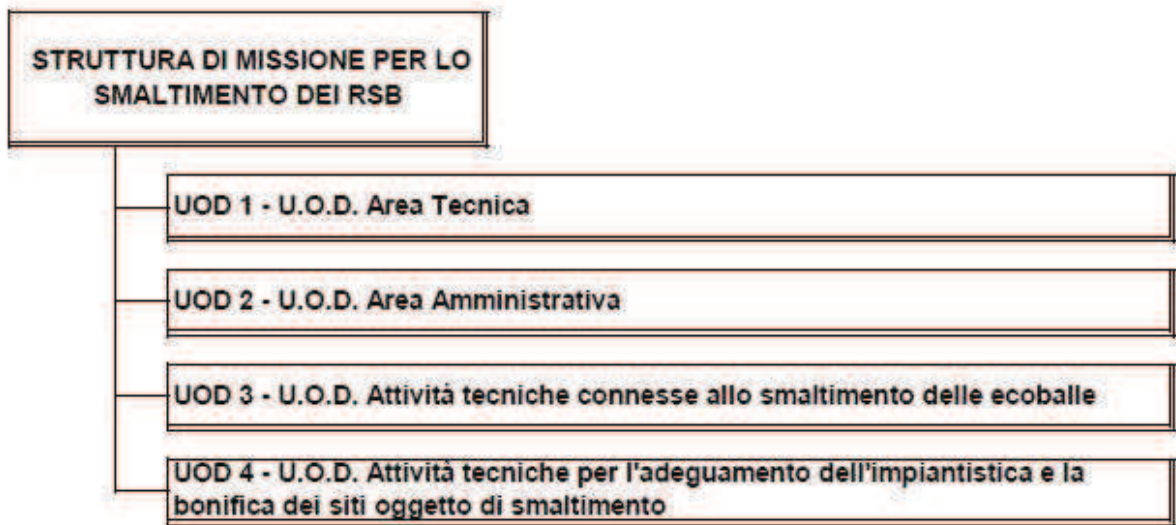 STRUTTURA DI MISSIONE PER LO
SMALTIMENTO DEI RSB
UOD 1 - U.O.D. Area Tecnica
UOD 2 - U.O.D. Area Amministrativa
UOD 3 - U.O.D. Attività tecniche connesse allo smaltimento delle ecoballe
UOD 4 - U.O.D. Attività tecniche per l'adeguamento dell'impiantistica e la
bonifica dei siti oggetto di smaltimento